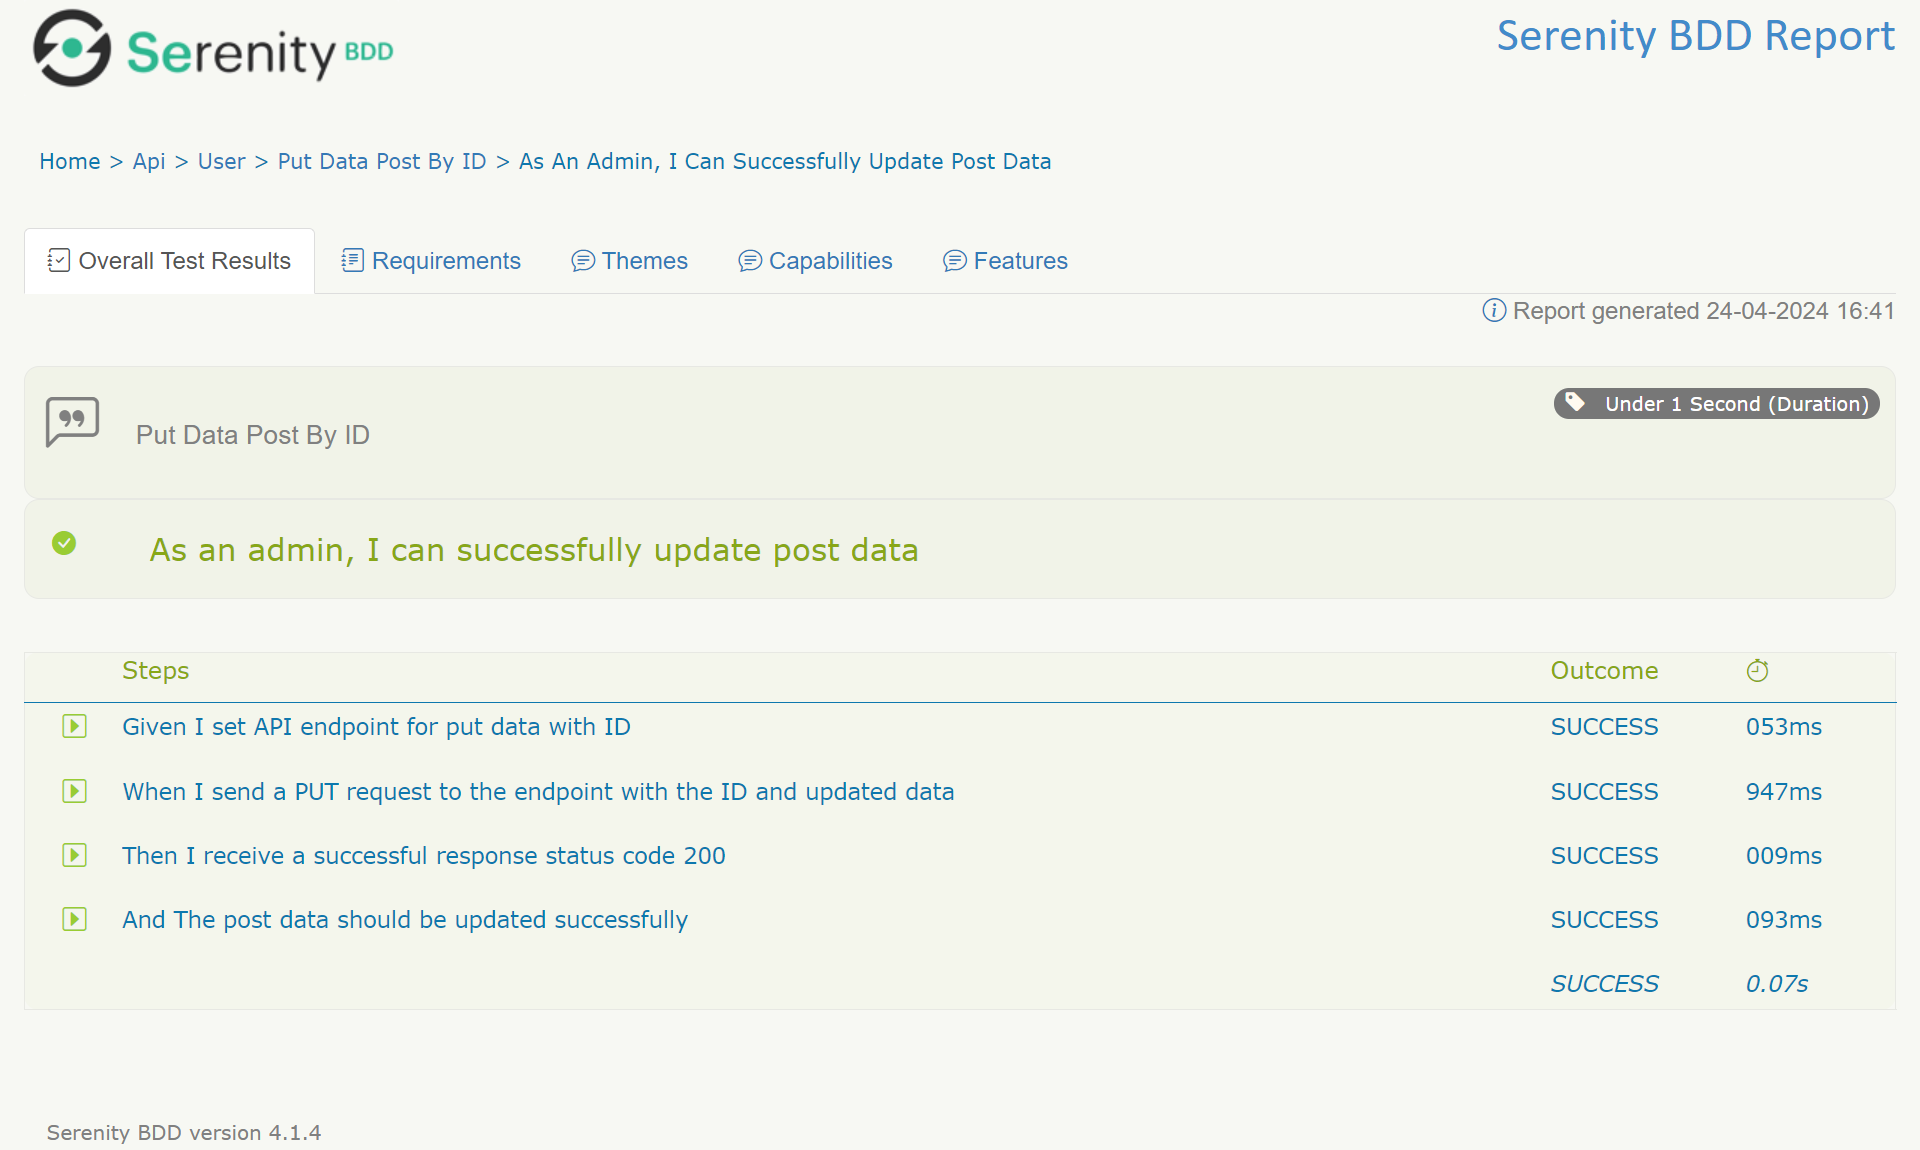 Serenity BDD
Serenity BDD Report
Home > Api > User > Put Data Post By ID > As An Admin, I Can Successfully Update Post Data
Overall Test Results Requirements Themes Capabilities Features
Report generated 24-04-2024 16:41
Under 1 Second (Duration)
Put Data Post By ID
As an admin, I can successfully update post data
Steps Outcome
Given I set API endpoint for put data with ID SUCCESS 053ms
When I send a PUT request to the endpoint with the ID and updated data SUCCESS 947ms
Then I receive a successful response status code 200 SUCCESS 009ms
And The post data should be updated successfully SUCCESS 093ms
SUCCESS 0.07s
Serenity BDD version 4.1.4